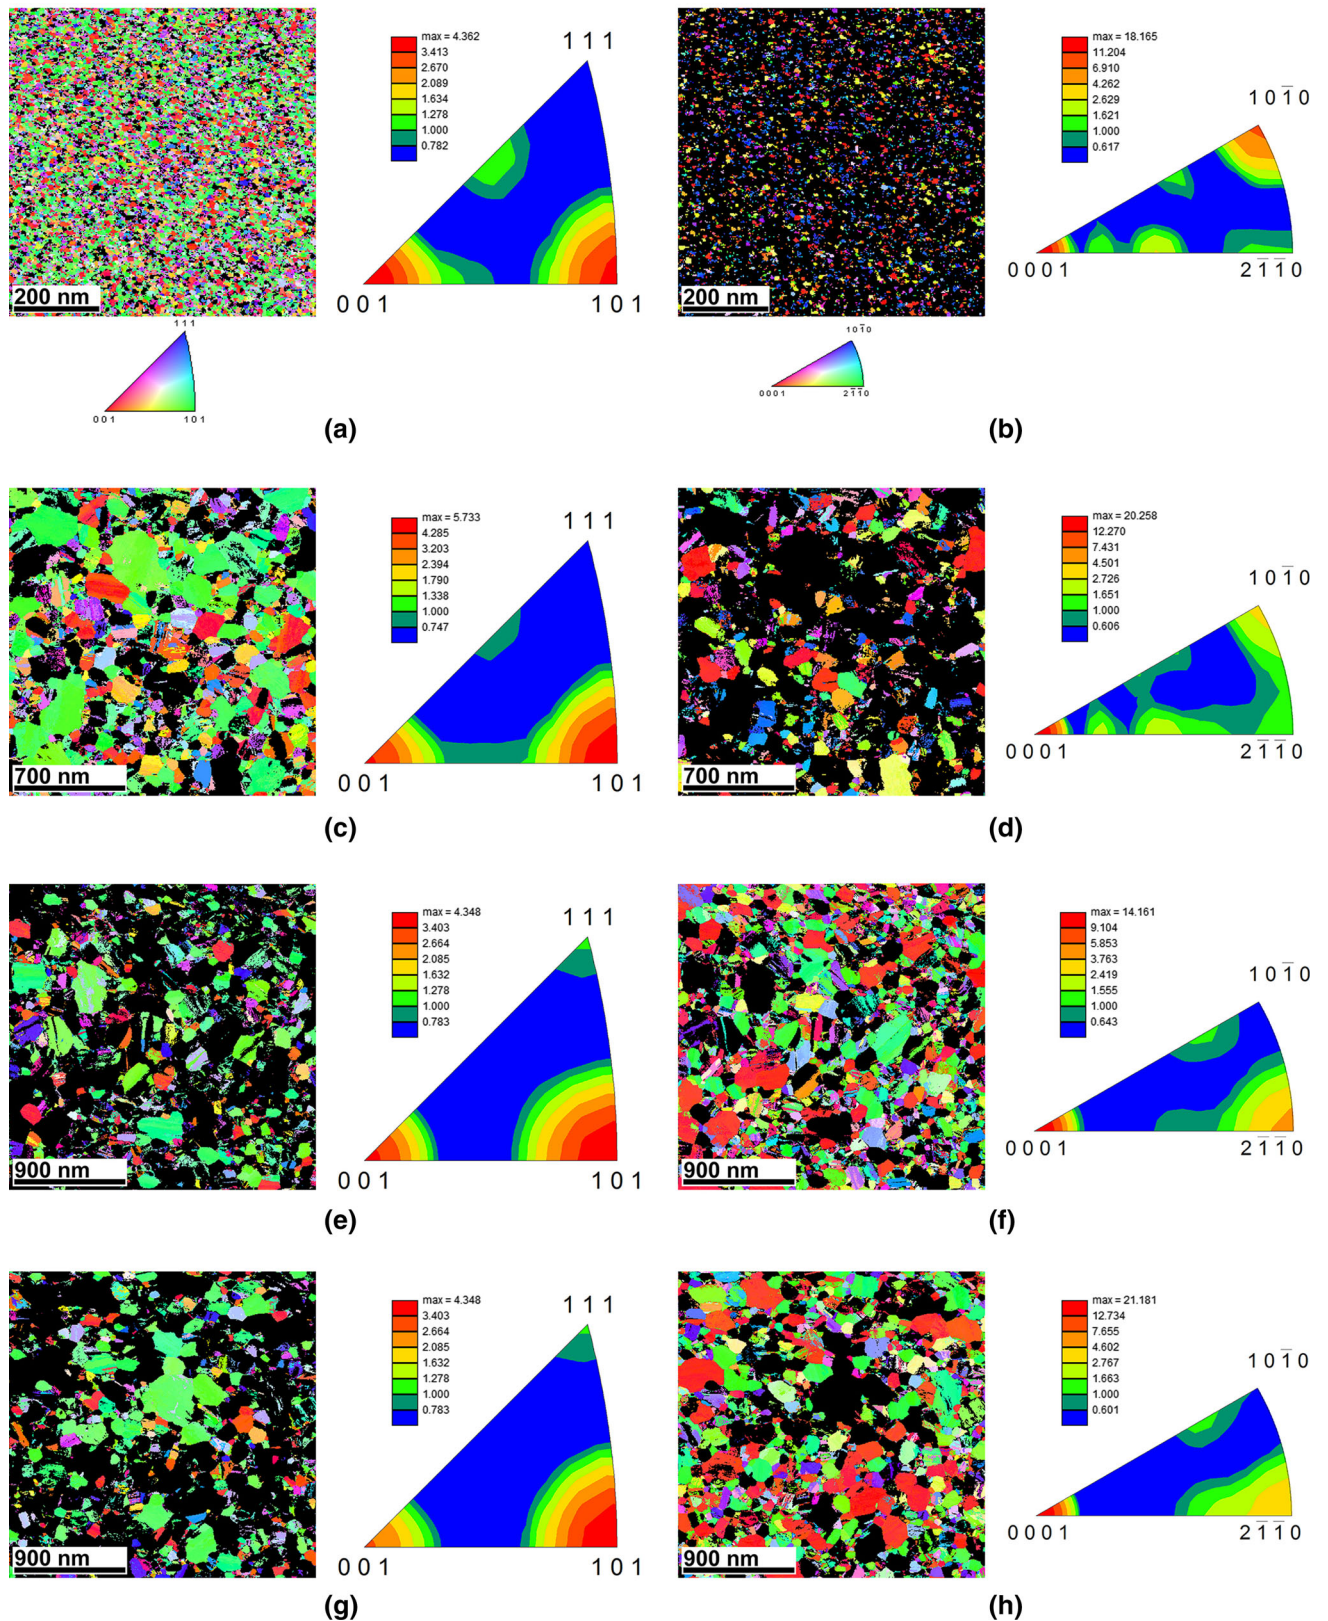 max = 4.362
3.413
2.670
2.089
1.634
1.278
1.000
0.782
1 1 1
0 0 1
1 0 1
200 nm
1 1 1
0 0 1
1 0 1
(a)
max = 18.165
11.204
6.910
4.262
2.629
1.621
1.000
0.617
1 0 1̅ 0
0 0 0 1
2 1̅ 1̅ 0
200 nm
1 0 1̅ 0
0 0 0 1
2 1̅ 1̅ 0
(b)
max = 5.733
4.285
3.203
2.394
1.790
1.338
1.000
0.747
1 1 1
0 0 1
1 0 1
700 nm
(c)
max = 20.258
12.270
7.431
4.501
2.726
1.651
1.000
0.606
1 0 1̅ 0
0 0 0 1
2 1̅ 1̅ 0
700 nm
(d)
max = 4.348
3.403
2.664
2.085
1.632
1.278
1.000
0.783
1 1 1
0 0 1
1 0 1
900 nm
(e)
max = 14.161
9.104
5.853
3.763
2.419
1.555
1.000
0.643
1 0 1̅ 0
0 0 0 1
2 1̅ 1̅ 0
900 nm
(f)
max = 4.348
3.403
2.664
2.085
1.632
1.278
1.000
0.783
1 1 1
0 0 1
1 0 1
900 nm
(g)
max = 21.181
12.734
7.655
4.602
2.767
1.663
1.000
0.601
1 0 1̅ 0
0 0 0 1
2 1̅ 1̅ 0
900 nm
(h)